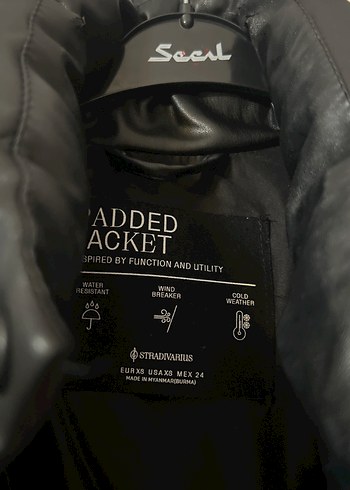 Seesil
PADDED
JACKET
INSPIRED BY FUNCTION AND UTILITY
WATER
RESISTANT
WIND
BREAKER
COLD
WEATHER
STRADIVARIUS
EUR XS USA XS MEX 24
MADE IN MYANMAR(BURMA)